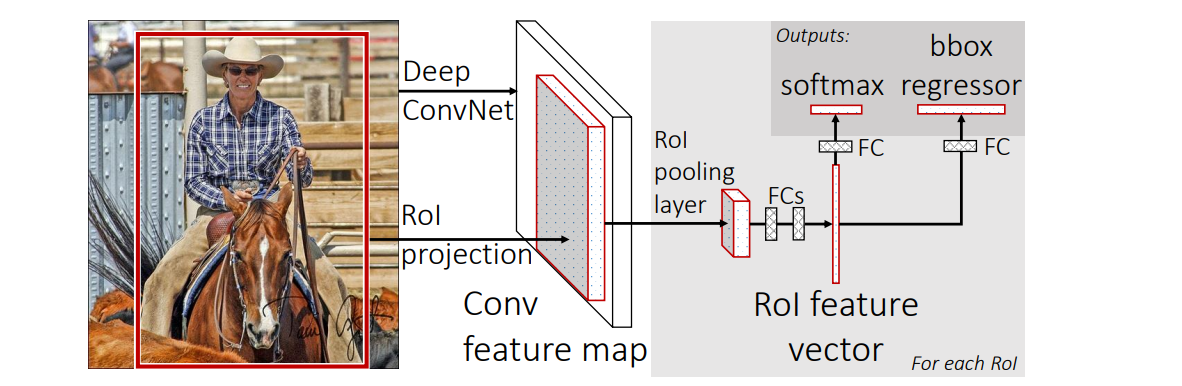 Outputs:
bbox
softmax regressor
Deep
ConvNet
FC
FC
RoI
pooling
layer
FCs
RoI
projection
Conv
feature map
RoI feature
vector
For each RoI